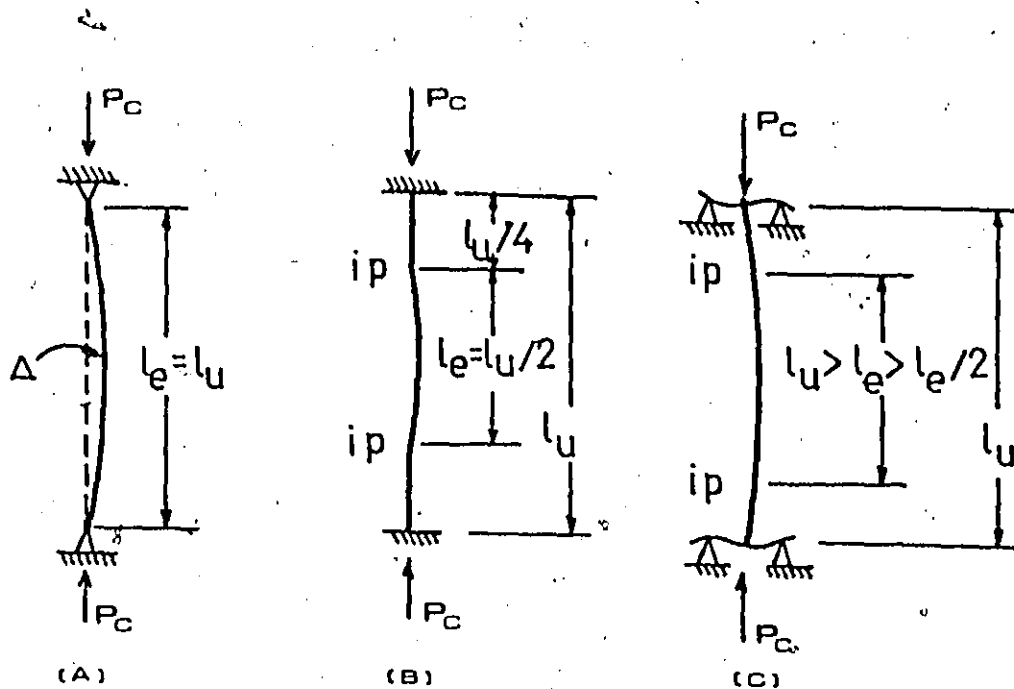 Pc
Δ
le=lu
Pc
(A)
Pc
lu/4
ip
le=lu/2
ip
lu
Pc
(B)
Pc
ip
lu>le>le/2
ip
lu
Pc
(C)